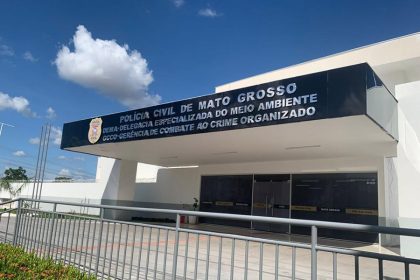 POLÍCIA CIVIL DE MATO GROSSO
DEMA-DELEGACIA ESPECIALIZADA DO MEIO AMBIENTE
GCCO-GERÊNCIA DE COMBATE AO CRIME ORGANIZADO